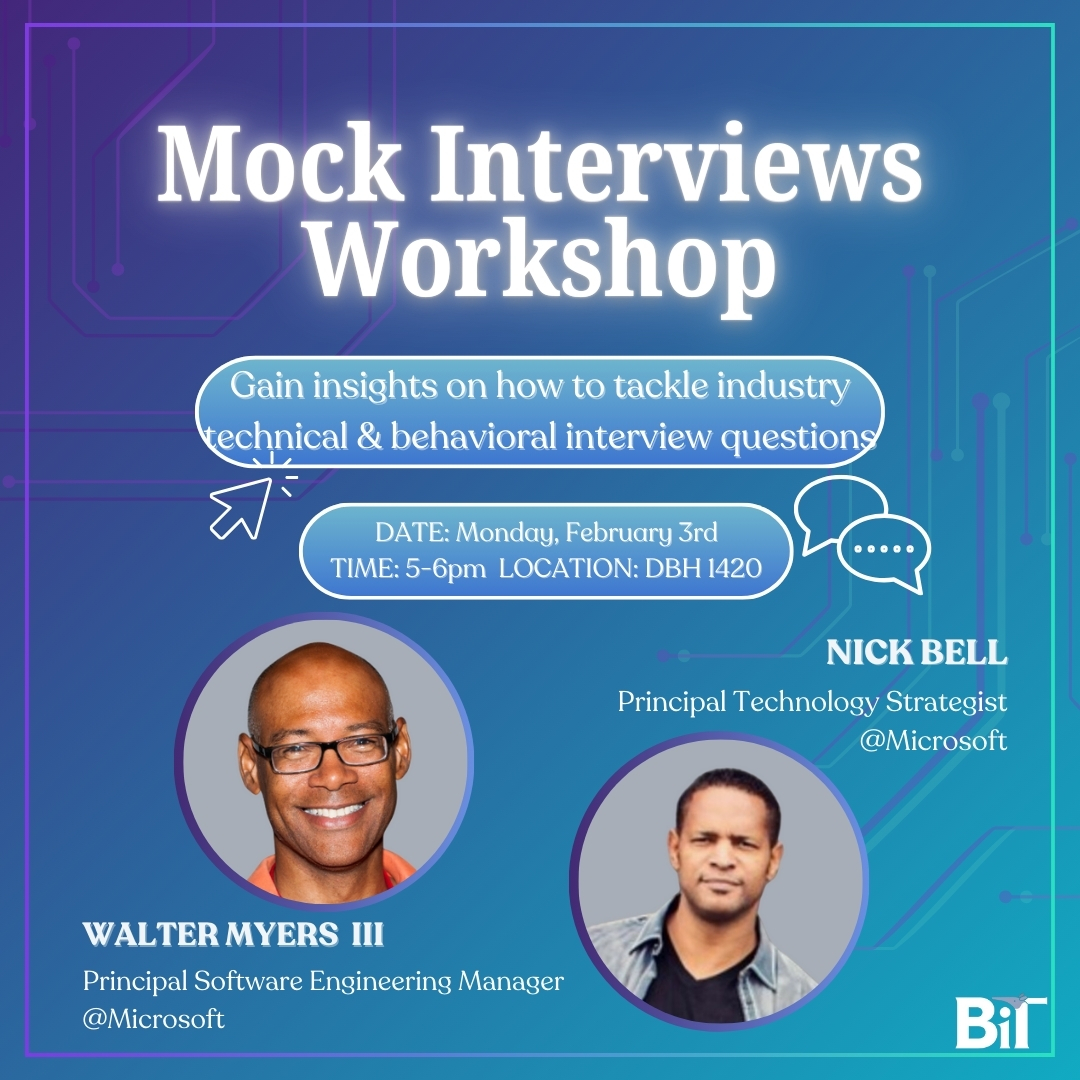 Mock Interviews
Workshop
Gain insights on how to tackle industry
technical & behavioral interview questions
DATE: Monday, February 3rd
TIME: 5-6pm LOCATION: DBH 1420
NICK BELL
Principal Technology Strategist
@Microsoft
WALTER MYERS III
Principal Software Engineering Manager
@Microsoft
BiT